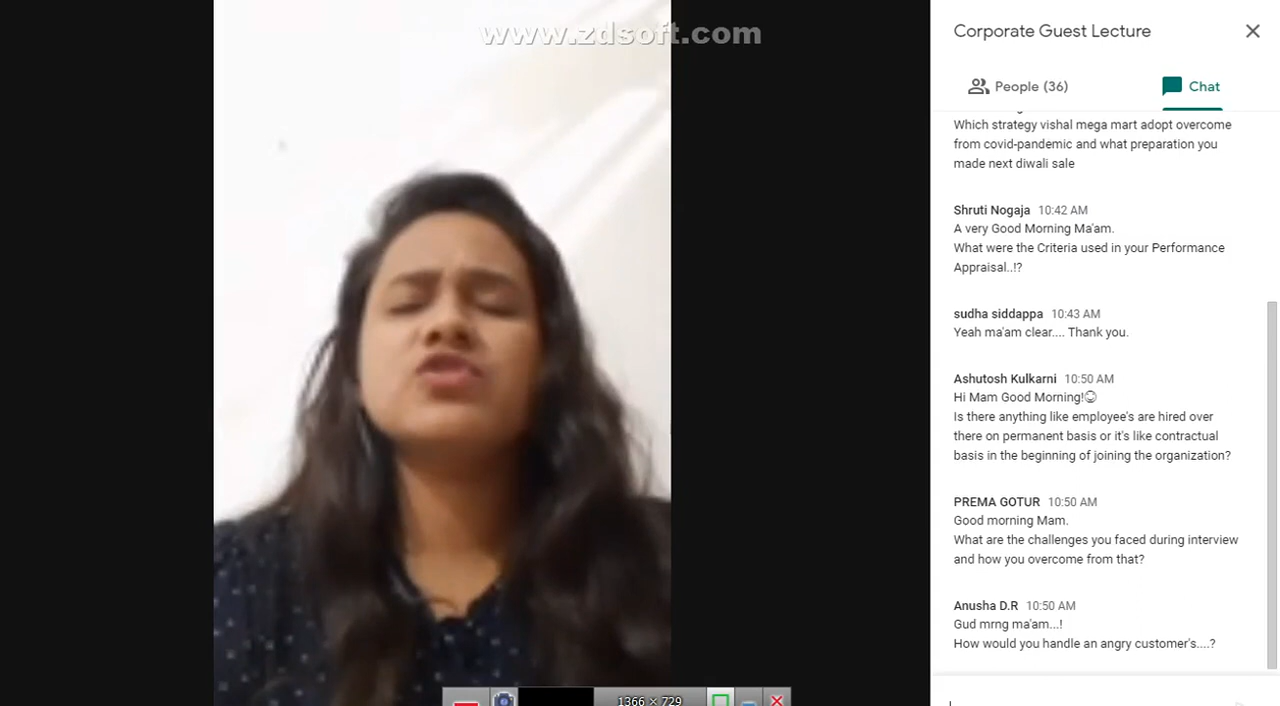 www.zdsoft.com
Corporate Guest Lecture
People (36)
Chat
Which strategy vishal mega mart adopt overcome
from covid-pandemic and what preparation you
made next diwali sale
Shruti Nogaja 10:42 AM
A very Good Morning Ma'am.
What were the Criteria used in your Performance
Appraisal..!?
sudha siddappa 10:43 AM
Yeah ma'am clear.... Thank you.
Ashutosh Kulkarni 10:50 AM
Hi Mam Good Morning!☺
Is there anything like employee's are hired over
there on permanent basis or it's like contractual
basis in the beginning of joining the organization?
PREMA GOTUR 10:50 AM
Good morning Mam.
What are the challenges you faced during interview
and how you overcome from that?
Anusha D.R 10:50 AM
Gud mrng ma'am...!
How would you handle an angry customer's....?
1366 × 729